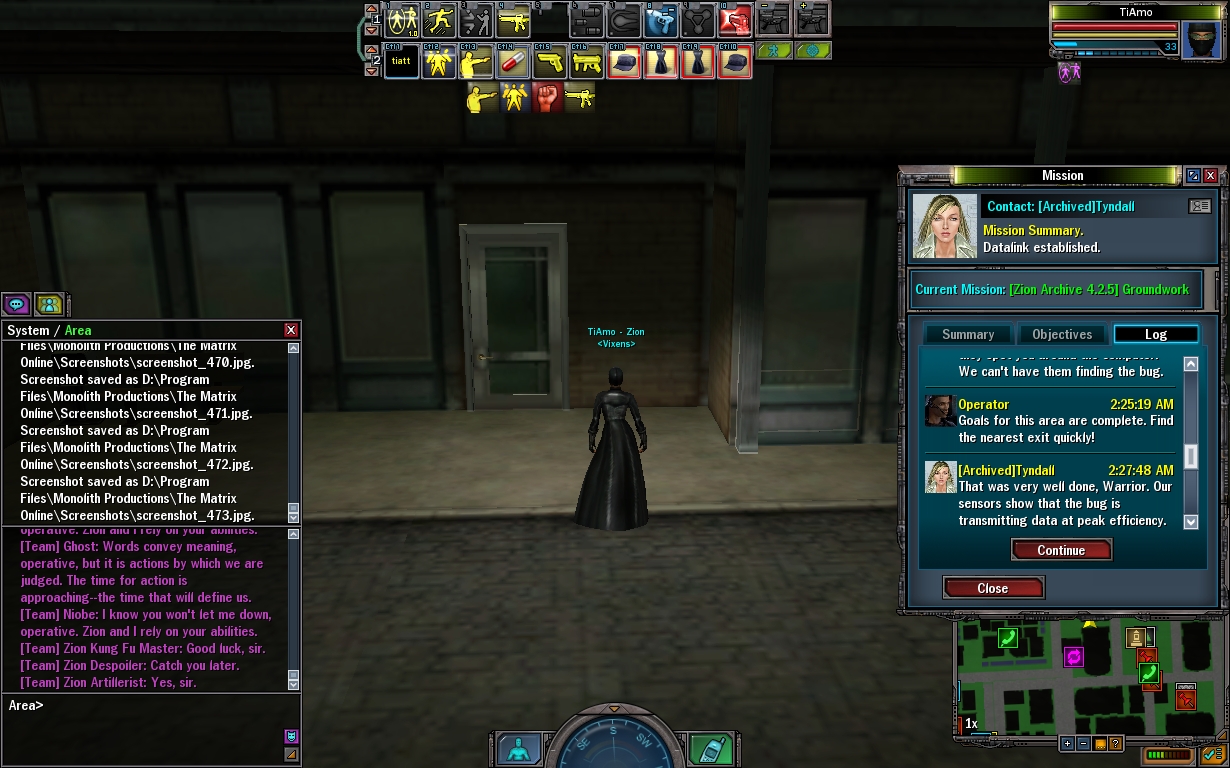 TiAmo
33
1
2
1.0
tiatt
Mission
Contact: [Archived]Tyndall
Mission Summary.
Datalink established.
Current Mission: [Zion Archive 4.2.5] Groundwork
Summary
Objectives
Log
We can't have them finding the bug.
Operator 2:25:19 AM
Goals for this area are complete. Find
the nearest exit quickly!
[Archived]Tyndall 2:27:48 AM
That was very well done, Warrior. Our
sensors show that the bug is
transmitting data at peak efficiency.
Continue
Close
TiAmo - Zion
<Vixens>
System / Area
Files\Monolith Productions\The Matrix
Online\Screenshots\screenshot_470.jpg.
Screenshot saved as D:\Program
Files\Monolith Productions\The Matrix
Online\Screenshots\screenshot_471.jpg.
Screenshot saved as D:\Program
Files\Monolith Productions\The Matrix
Online\Screenshots\screenshot_472.jpg.
Screenshot saved as D:\Program
Files\Monolith Productions\The Matrix
Online\Screenshots\screenshot_473.jpg.
operative. Zion and I rely on your abilities.
[Team] Ghost: Words convey meaning,
operative, but it is actions by which we are
judged. The time for action is
approaching--the time that will define us.
[Team] Niobe: I know you won't let me down,
operative. Zion and I rely on your abilities.
[Team] Zion Kung Fu Master: Good luck, sir.
[Team] Zion Despoiler: Catch you later.
[Team] Zion Artillerist: Yes, sir.
Area>
SE S SW
1x